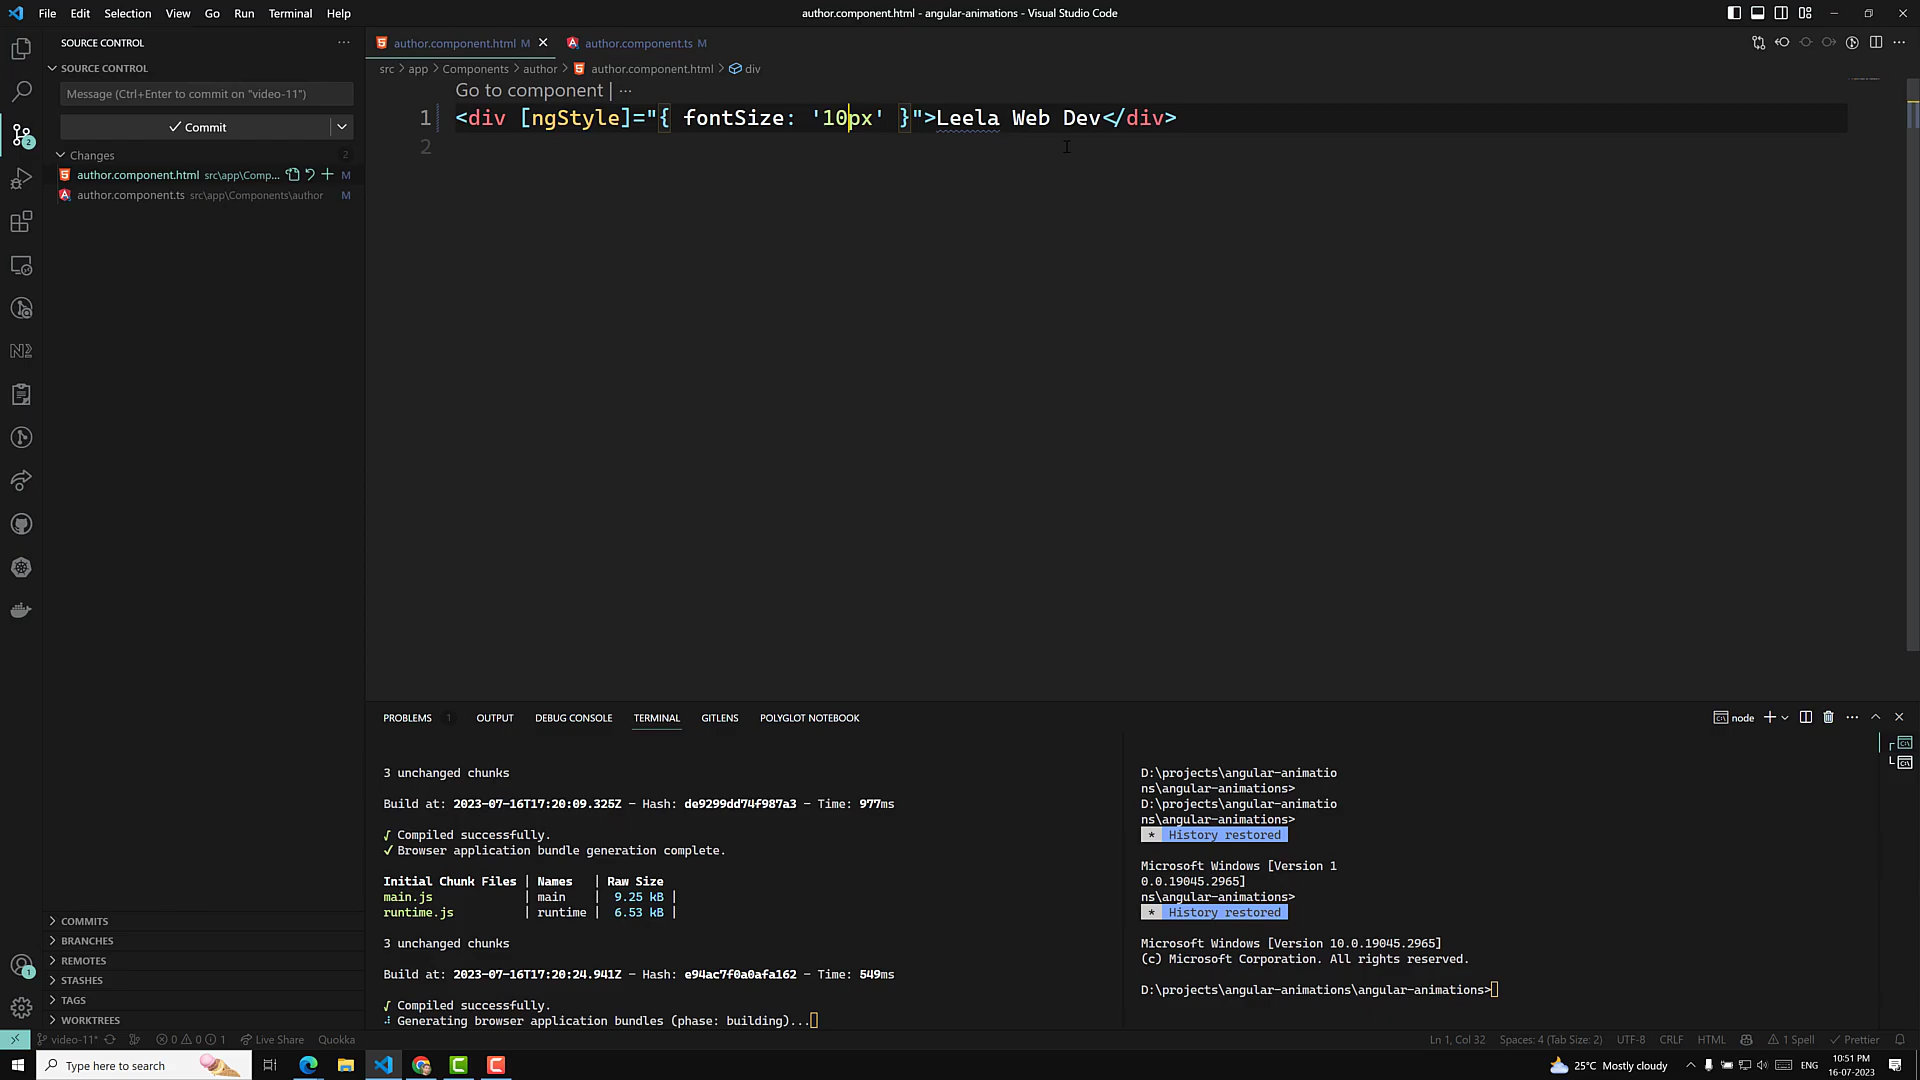 File Edit Selection View Go Run Terminal Help
author.component.html - angular-animations - Visual Studio Code
SOURCE CONTROL ···
SOURCE CONTROL
Message (Ctrl+Enter to commit on "video-11")
Commit
Changes 2
author.component.html src\app\Comp... M
author.component.ts src\app\Components\author M
COMMITS
BRANCHES
REMOTES
STASHES
TAGS
WORKTREES
2
1
author.component.html M
author.component.ts M
src > app > Components > author > author.component.html > div
Go to component | ···
1 <div [ngStyle]="{ fontSize: '10px' }">Leela Web Dev</div>
2
PROBLEMS 1 OUTPUT DEBUG CONSOLE TERMINAL GITLENS POLYGLOT NOTEBOOK
node
3 unchanged chunks
Build at: 2023-07-16T17:20:09.325Z - Hash: de9299dd74f987a3 - Time: 977ms
√ Compiled successfully.
✓ Browser application bundle generation complete.
Initial Chunk Files | Names | Raw Size
main.js | main | 9.25 kB |
runtime.js | runtime | 6.53 kB |
3 unchanged chunks
Build at: 2023-07-16T17:20:24.941Z - Hash: e94ac7f0a0afa162 - Time: 549ms
√ Compiled successfully.
Generating browser application bundles (phase: building)...
D:\projects\angular-animatio
ns\angular-animations>
D:\projects\angular-animatio
ns\angular-animations>
* History restored
Microsoft Windows [Version 1
0.0.19045.2965]
ns\angular-animations>
* History restored
Microsoft Windows [Version 10.0.19045.2965]
(c) Microsoft Corporation. All rights reserved.
D:\projects\angular-animations\angular-animations>
video-11* 0 0 1 Live Share Quokka
Ln 1, Col 32 Spaces: 4 (Tab Size: 2) UTF-8 CRLF HTML 1 Spell Prettier
Type here to search
25°C Mostly cloudy
ENG
10:51 PM
16-07-2023